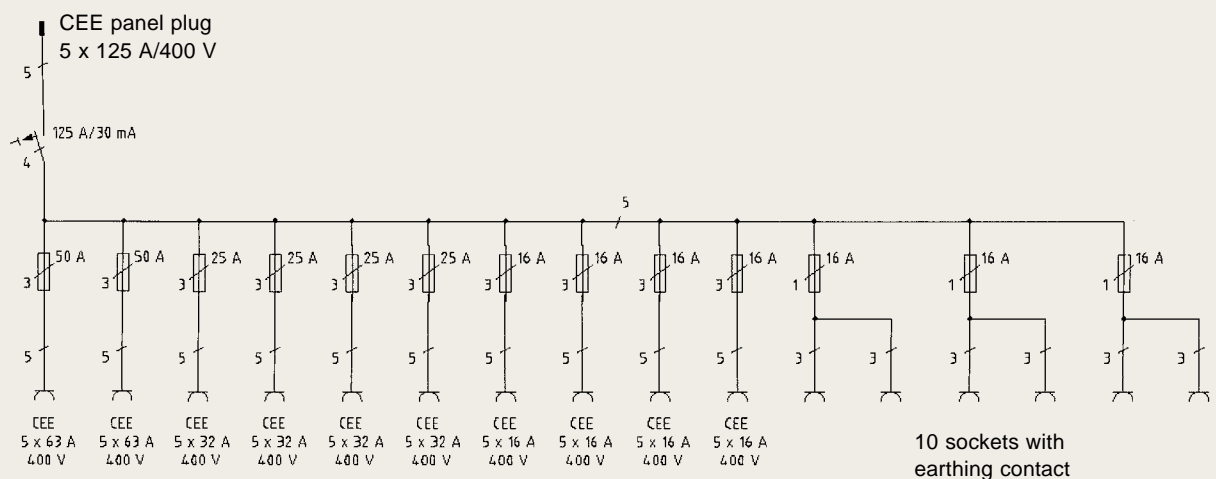 CEE panel plug
5 x 125 A/400 V
5
125 A/30 mA
4
5
50 A 50 A 25 A 25 A 25 A 25 A 16 A 16 A 16 A 16 A 16 A 16 A 16 A
3 3 3 3 3 3 3 3 3 3 1 1 1
5 5 5 5 5 5 5 5 5 5 3 3 3 3 3 3
CEE CEE CEE CEE CEE CEE CEE CEE CEE CEE
5 x 63 A 5 x 63 A 5 x 32 A 5 x 32 A 5 x 32 A 5 x 32 A 5 x 16 A 5 x 16 A 5 x 16 A 5 x 16 A
400 V 400 V 400 V 400 V 400 V 400 V 400 V 400 V 400 V 400 V
10 sockets with
earthing contact